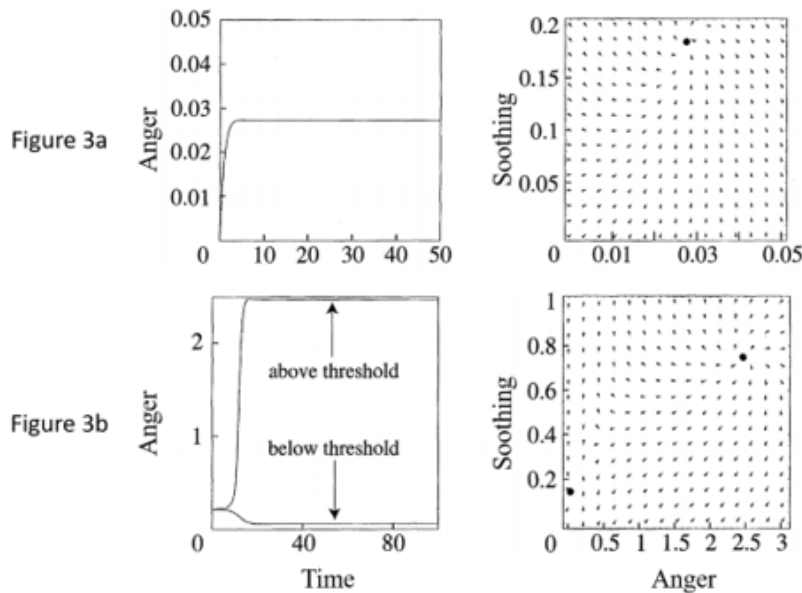 Figure 3a
Anger
0.05
0.04
0.03
0.02
0.01
0
10 20 30 40 50
Soothing
0.2
0.15
0.1
0.05
0
0.01 0.03 0.05
Figure 3b
Anger
2
1
0
above threshold
below threshold
40 80
Time
Soothing
1
0.8
0.6
0.4
0.2
0
0.5 1 1.5 2 2.5 3
Anger